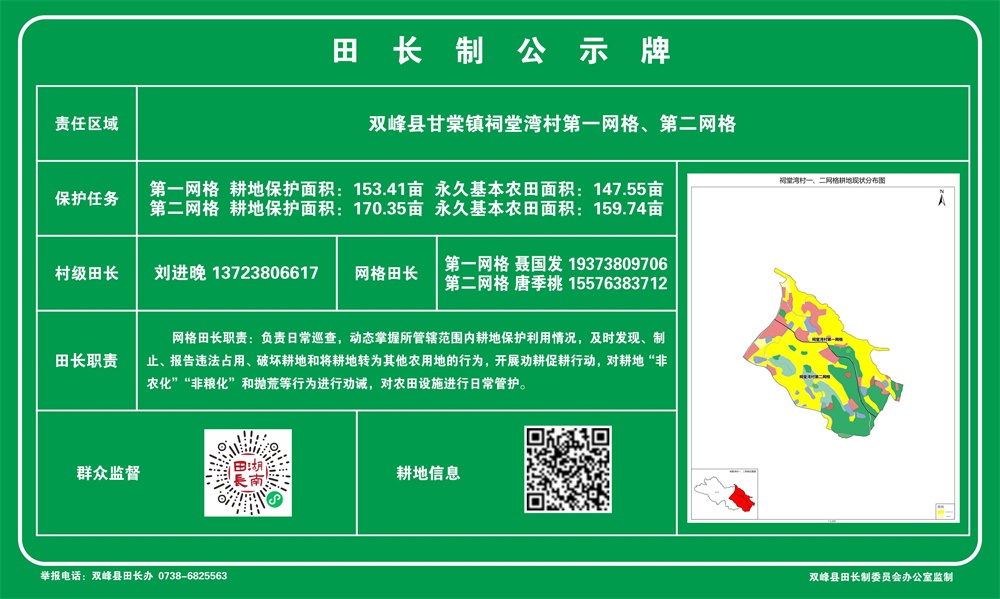 田长制公示牌
责任区域
双峰县甘棠镇祠堂湾村第一网格、第二网格
保护任务
第一网格 耕地保护面积：153.41亩 永久基本农田面积：147.55亩
第二网格 耕地保护面积：170.35亩 永久基本农田面积：159.74亩
村级田长
刘进晚 13723806617
网格田长
第一网格 聂国发 19373809706
第二网格 唐季桃 15576383712
田长职责
网格田长职责：负责日常巡查，动态掌握所管辖范围内耕地保护利用情况，及时发现、制
止、报告违法占用、破坏耕地和将耕地转为其他农用地的行为，开展劝耕促耕行动，对耕地“非
农化”“非粮化”和抛荒等行为进行劝诫，对农田设施进行日常管护。
群众监督
湖南
田長
耕地信息
祠堂湾村一、二网格耕地现状分布图
N
祠堂湾村第一网格
祠堂湾村第二网格
举报电话：双峰县田长办 0738-6825563
双峰县田长制委员会办公室监制